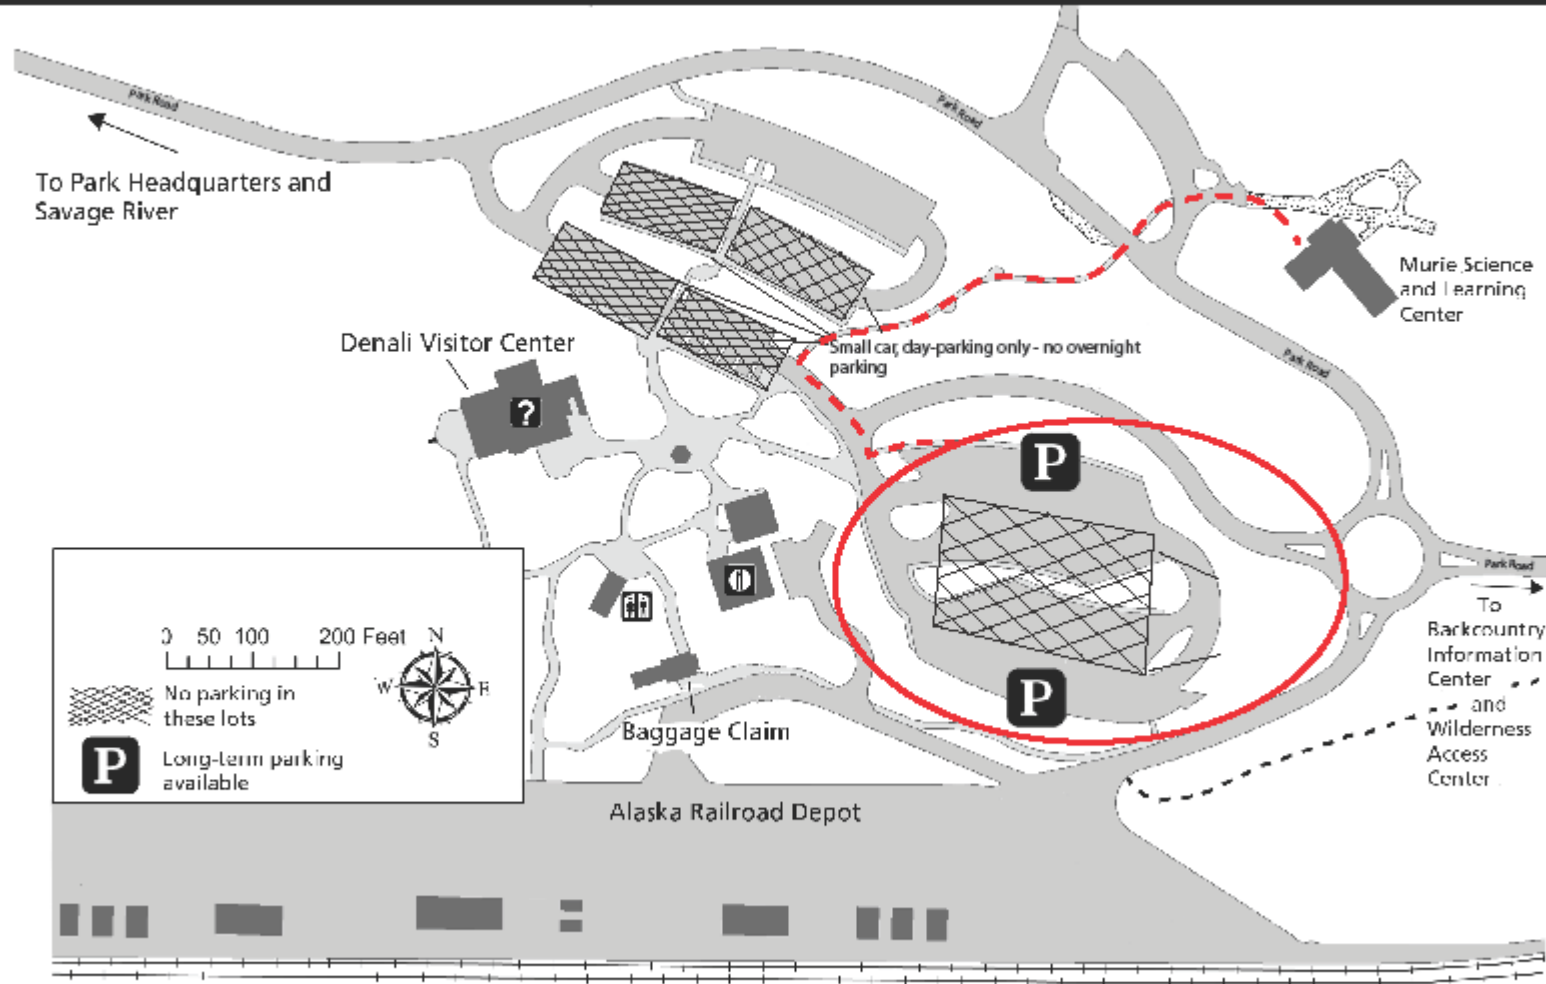 Park Road
Park Road
To Park Headquarters and
Savage River
Murie Science
and Learning
Center
Denali Visitor Center
Small car, day-parking only - no overnight
parking
Park Road
?
P
Park Road
To
Backcountry
Information
Center
and
Wilderness
Access
Center
0 50 100 200 Feet
N
W E
S
No parking in
these lots
P
Long-term parking
available
P
Baggage Claim
Alaska Railroad Depot